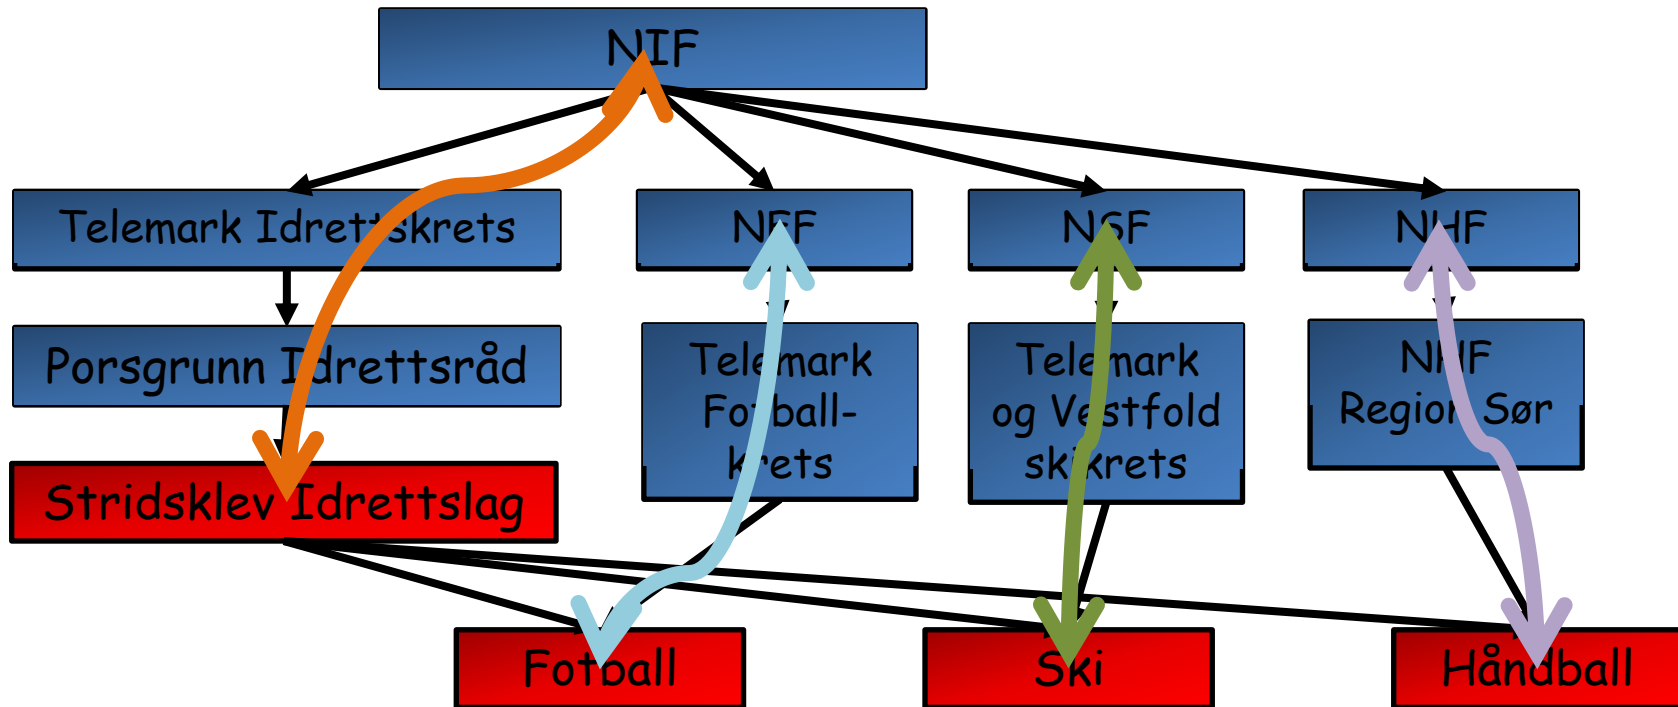 NIF
Telemark Idrettskrets
NFF
NSF
NHF
Porsgrunn Idrettsråd
Telemark
Fotball-
krets
Telemark
og Vestfold
skikrets
NHF
Region Sør
Stridsklev Idrettslag
Fotball
Ski
Håndball